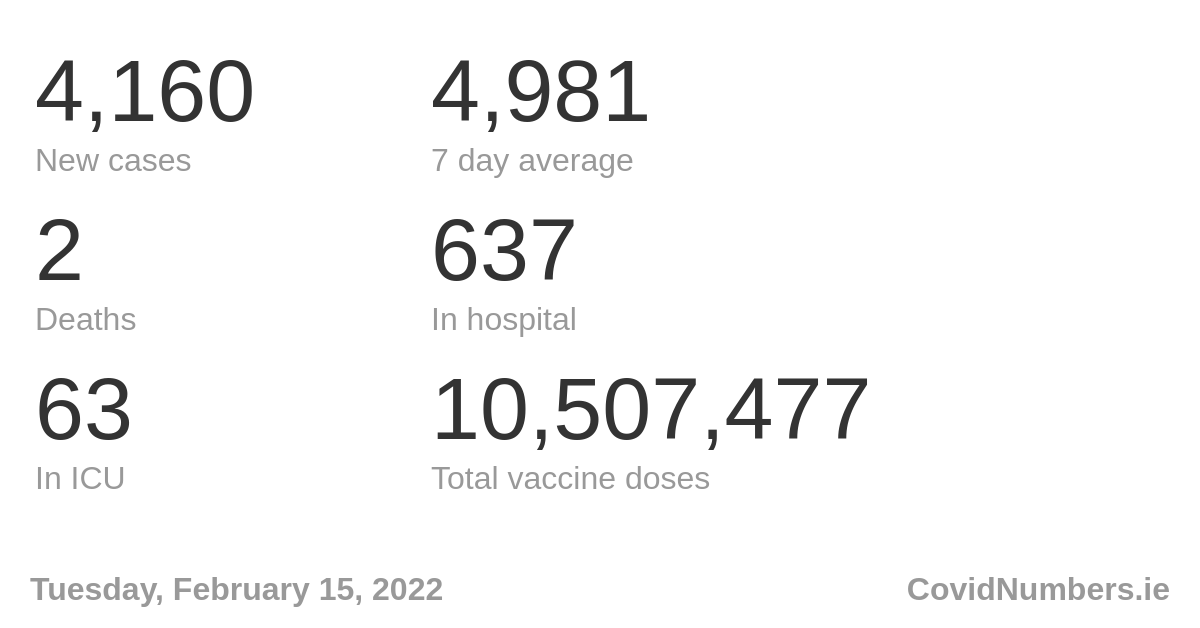 4,160 4,981
New cases 7 day average
2 637
Deaths In hospital
63 10,507,477
In ICU Total vaccine doses
Tuesday, February 15, 2022 CovidNumbers.ie